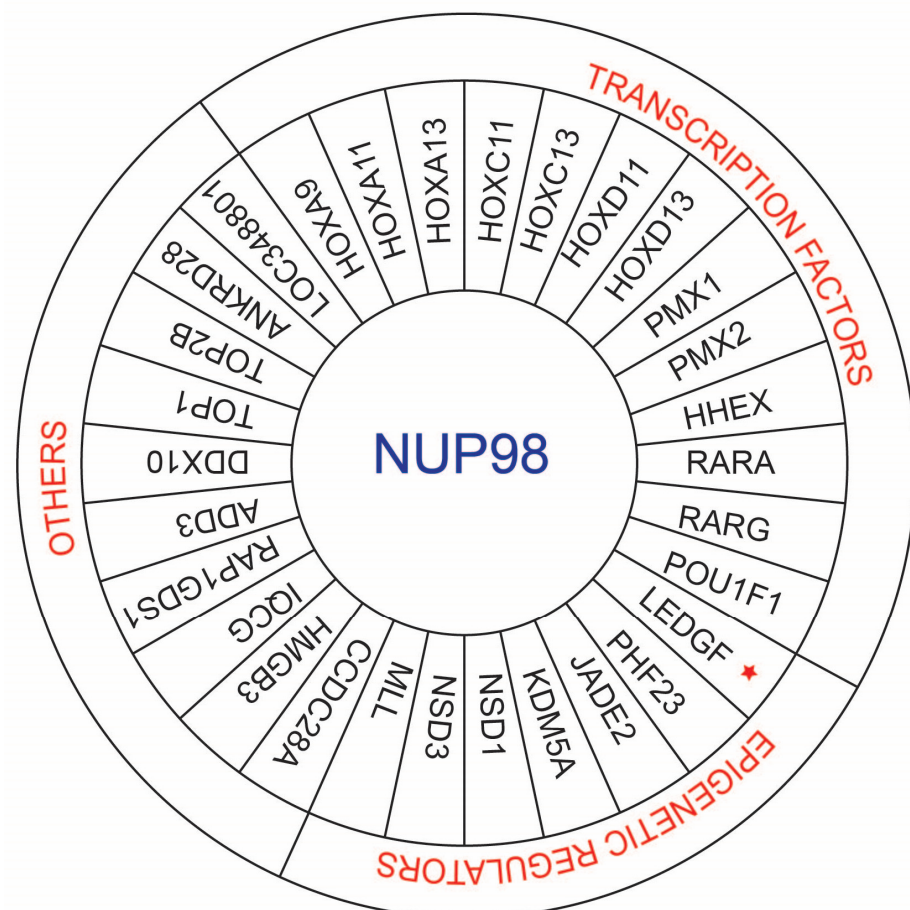 NUP98
TRANSCRIPTION FACTORS
HOXA9
HOXA11
HOXA13
HOXC11
HOXC13
HOXD11
HOXD13
PMX1
PMX2
HHEX
RARA
RARG
POU1F1
EPIGENETIC REGULATORS
LEDGF
PHF23
JADE2
KDM5A
NSD1
NSD3
MLL
OTHERS
CCDC28A
HMGB3
IQCG
RAP1GDS1
ADD3
DDX10
TOP1
TOP2B
ANKRD28
LOC348801